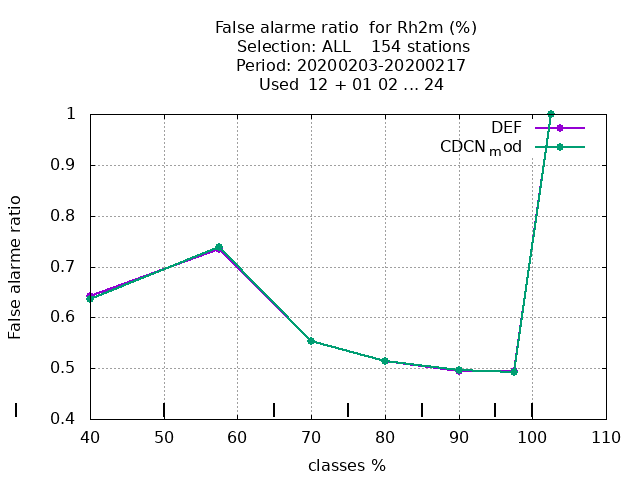 False alarme ratio  for Rh2m (%)
Selection: ALL    154 stations
Period: 20200203-20200217
Used  12 + 01 02 ... 24
DEF
CDCN_mod
1
0.9
0.8
0.7
0.6
0.5
0.4
False alarme ratio
40 50 60 70 80 90 100 110
classes %